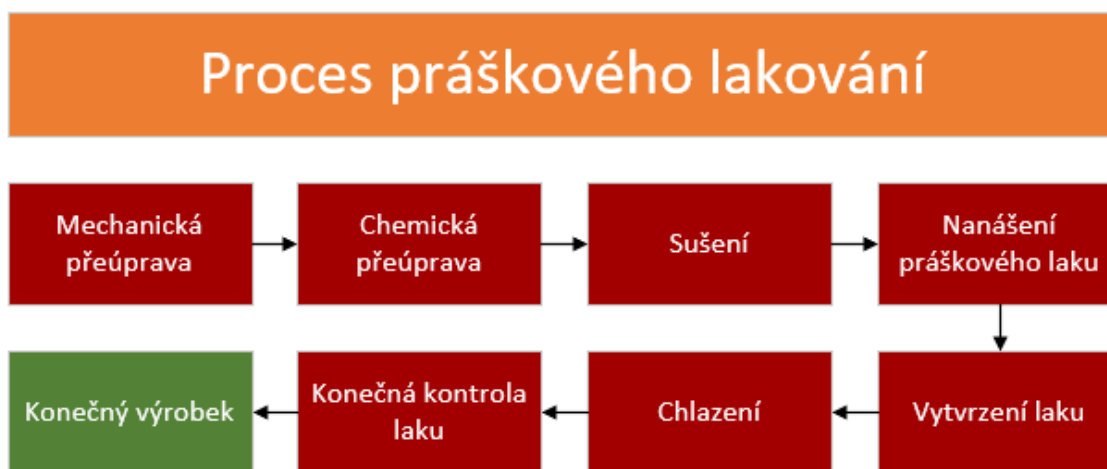 Proces práškového lakování
Mechanická
přeúprava
Chemická
přeúprava
Sušení
Nanášení
práškového laku
Vytvrzení laku
Chlazení
Konečná kontrola
laku
Konečný výrobek